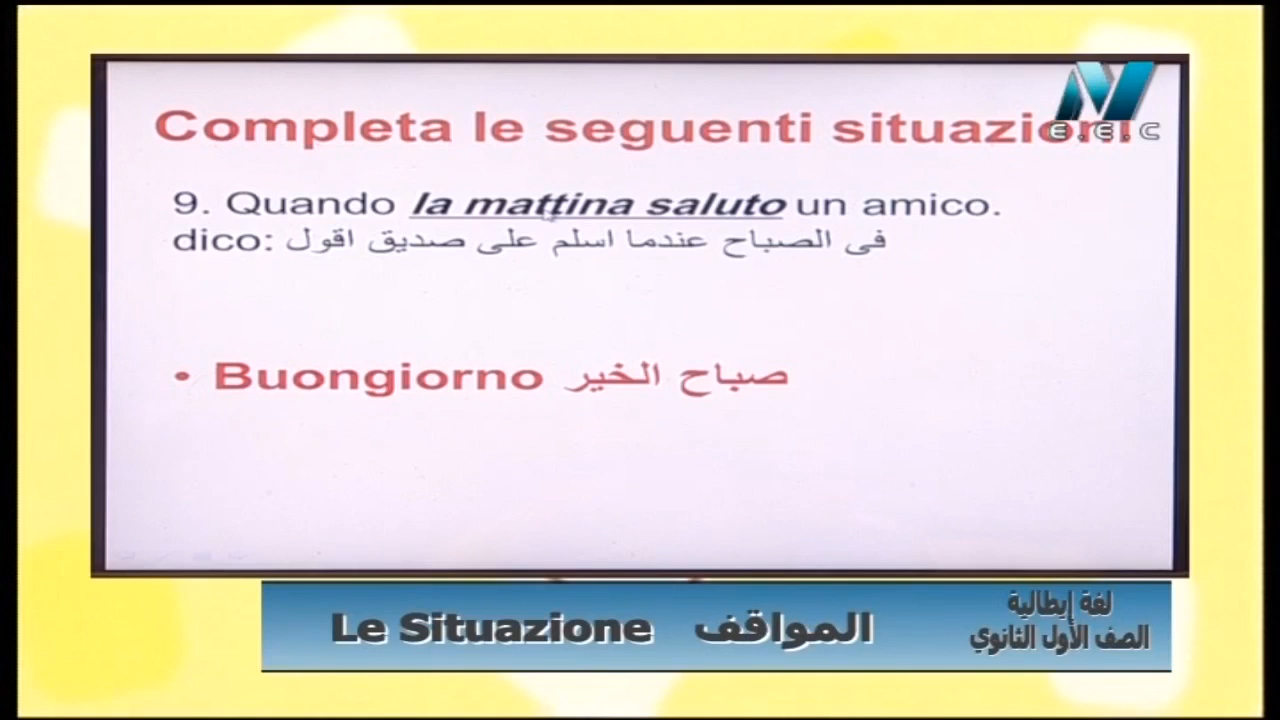 Completa le seguenti situazioni:
E.E.C
9. Quando la mattina saluto un amico.
dico: فى الصباح عندما اسلم على صديق اقول
• Buongiorno صباح الخير
Le Situazione المواقف
لغة إيطالية
الصف الأول الثانوي